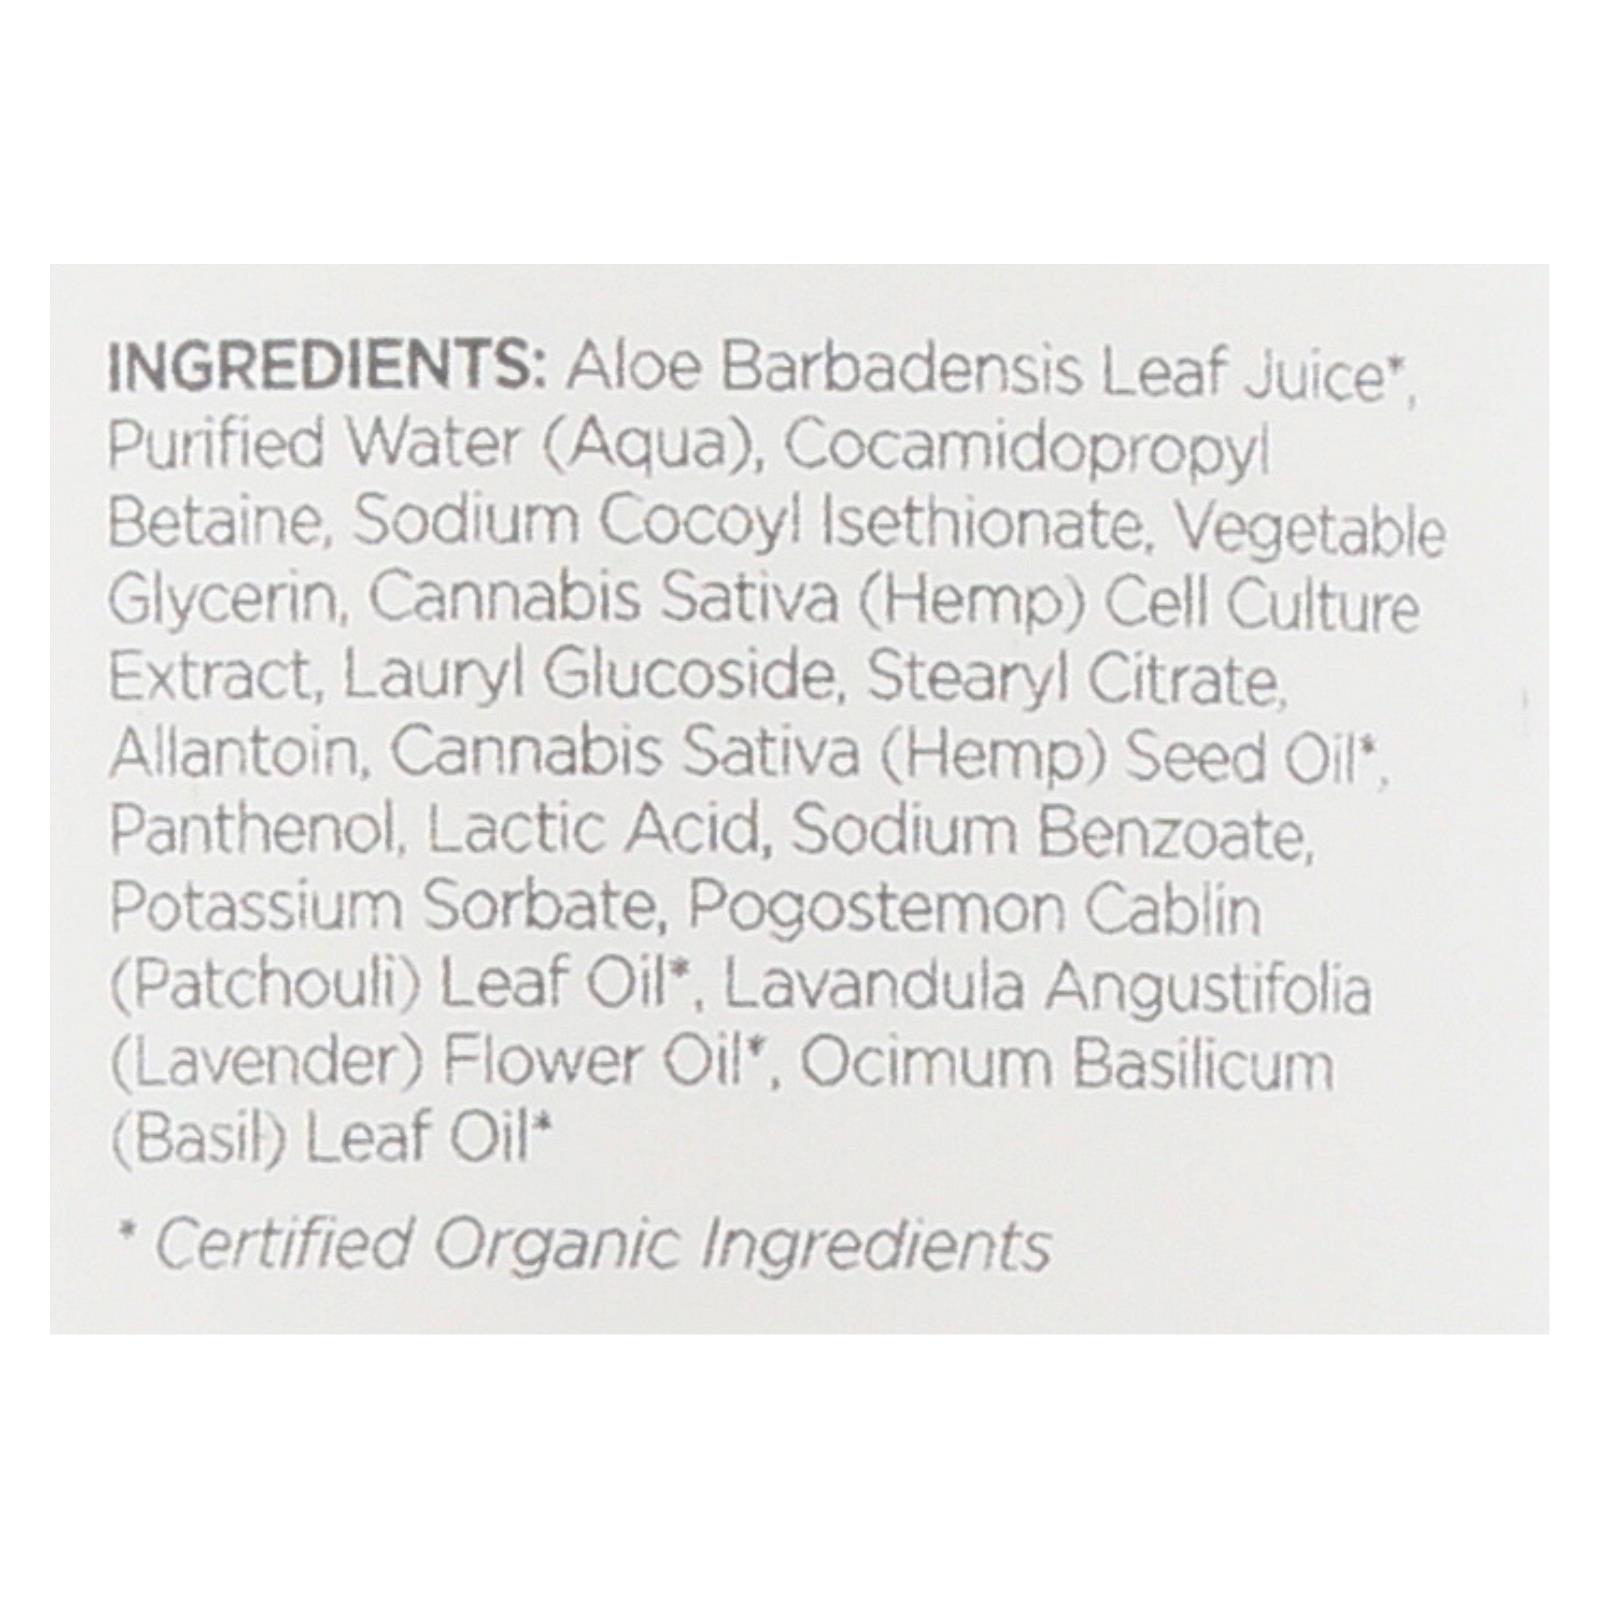 INGREDIENTS: Aloe Barbadensis Leaf Juice*,
Purified Water (Aqua), Cocamidopropyl
Betaine, Sodium Cocoyl Isethionate, Vegetable
Glycerin, Cannabis Sativa (Hemp) Cell Culture
Extract, Lauryl Glucoside, Stearyl Citrate,
Allantoin, Cannabis Sativa (Hemp) Seed Oil*,
Panthenol, Lactic Acid, Sodium Benzoate,
Potassium Sorbate, Pogostemon Cablin
(Patchouli) Leaf Oil*, Lavandula Angustifolia
(Lavender) Flower Oil*, Ocimum Basilicum
(Basil) Leaf Oil*
* Certified Organic Ingredients